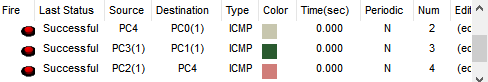 Fire Last Status Source Destination Type Color Time(sec) Periodic Num Edit
Successful PC4 PC0(1) ICMP 0.000 N 2 (ed
Successful PC3(1) PC1(1) ICMP 0.000 N 3 (ed
Successful PC2(1) PC4 ICMP 0.000 N 4 (ed